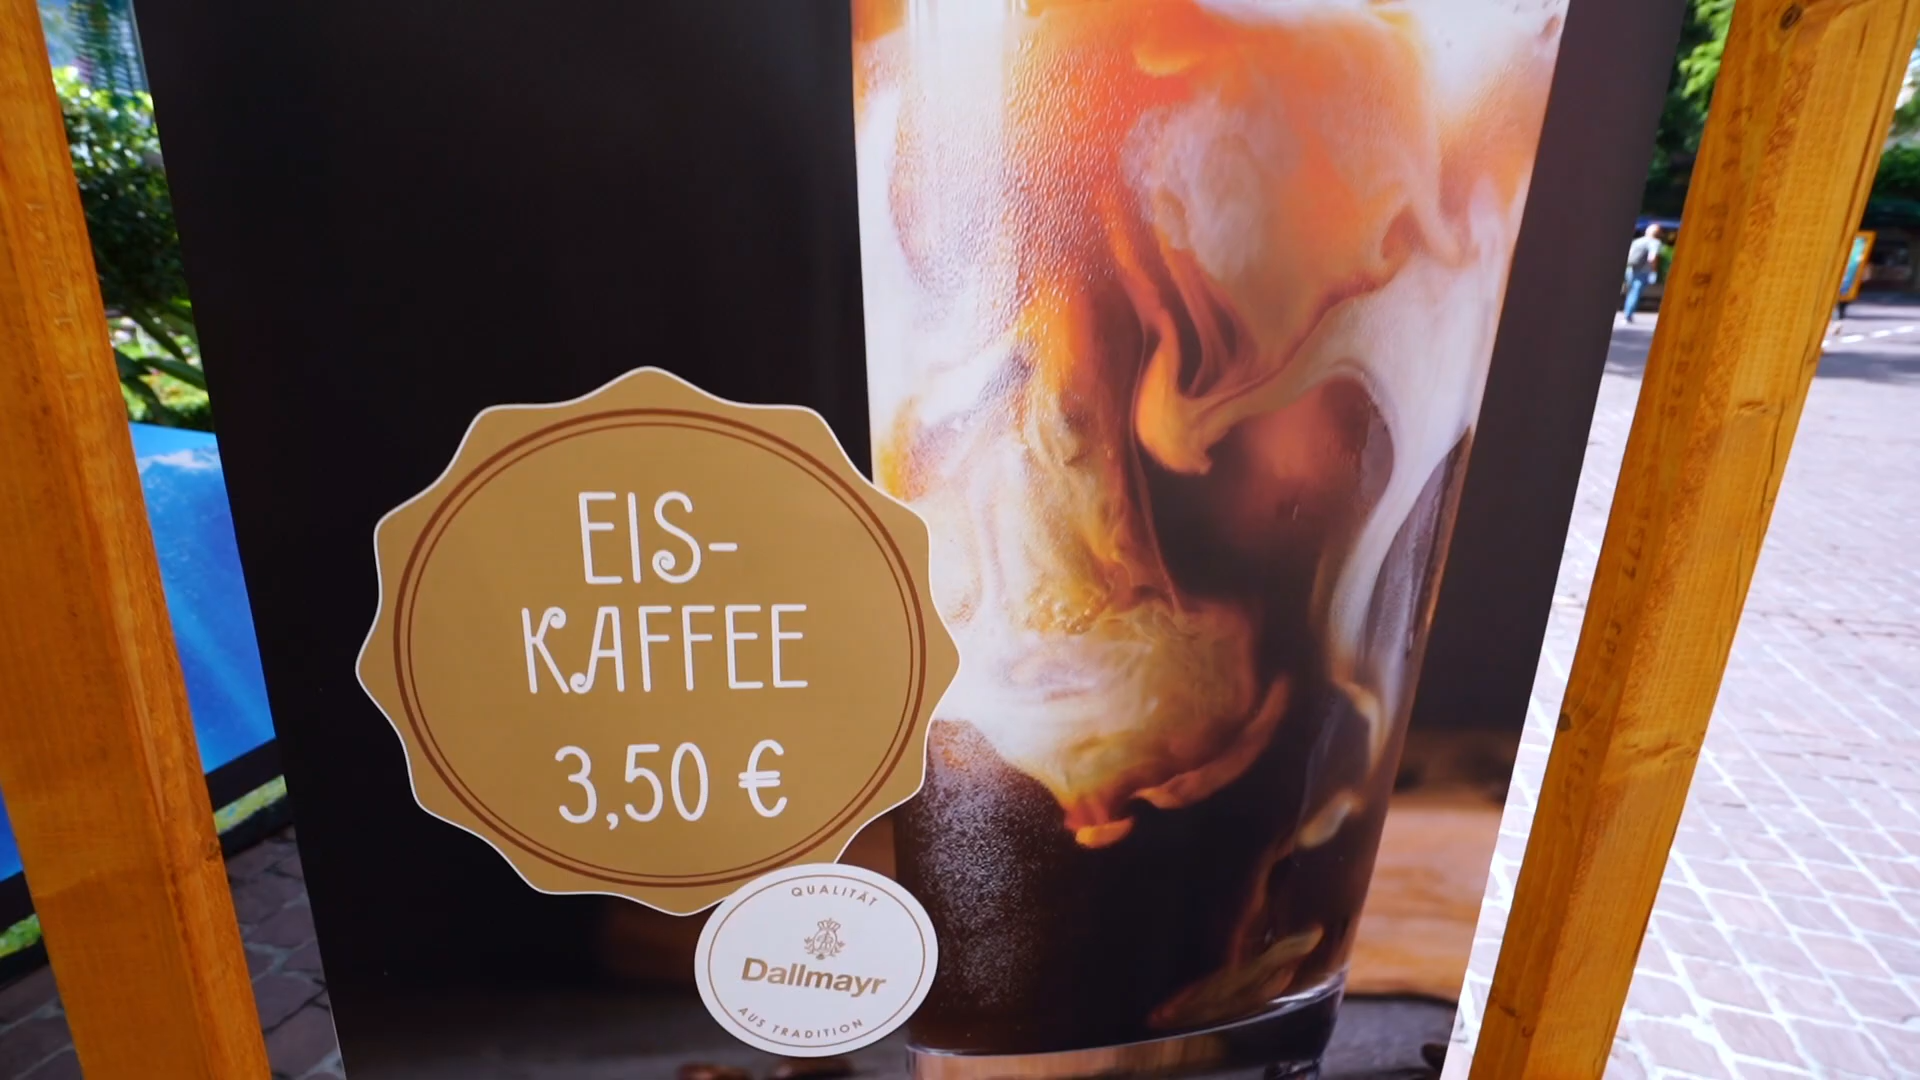 EIS-
KAFFEE
3,50 €
QUALITÄT
Dallmayr
AUS TRADITION